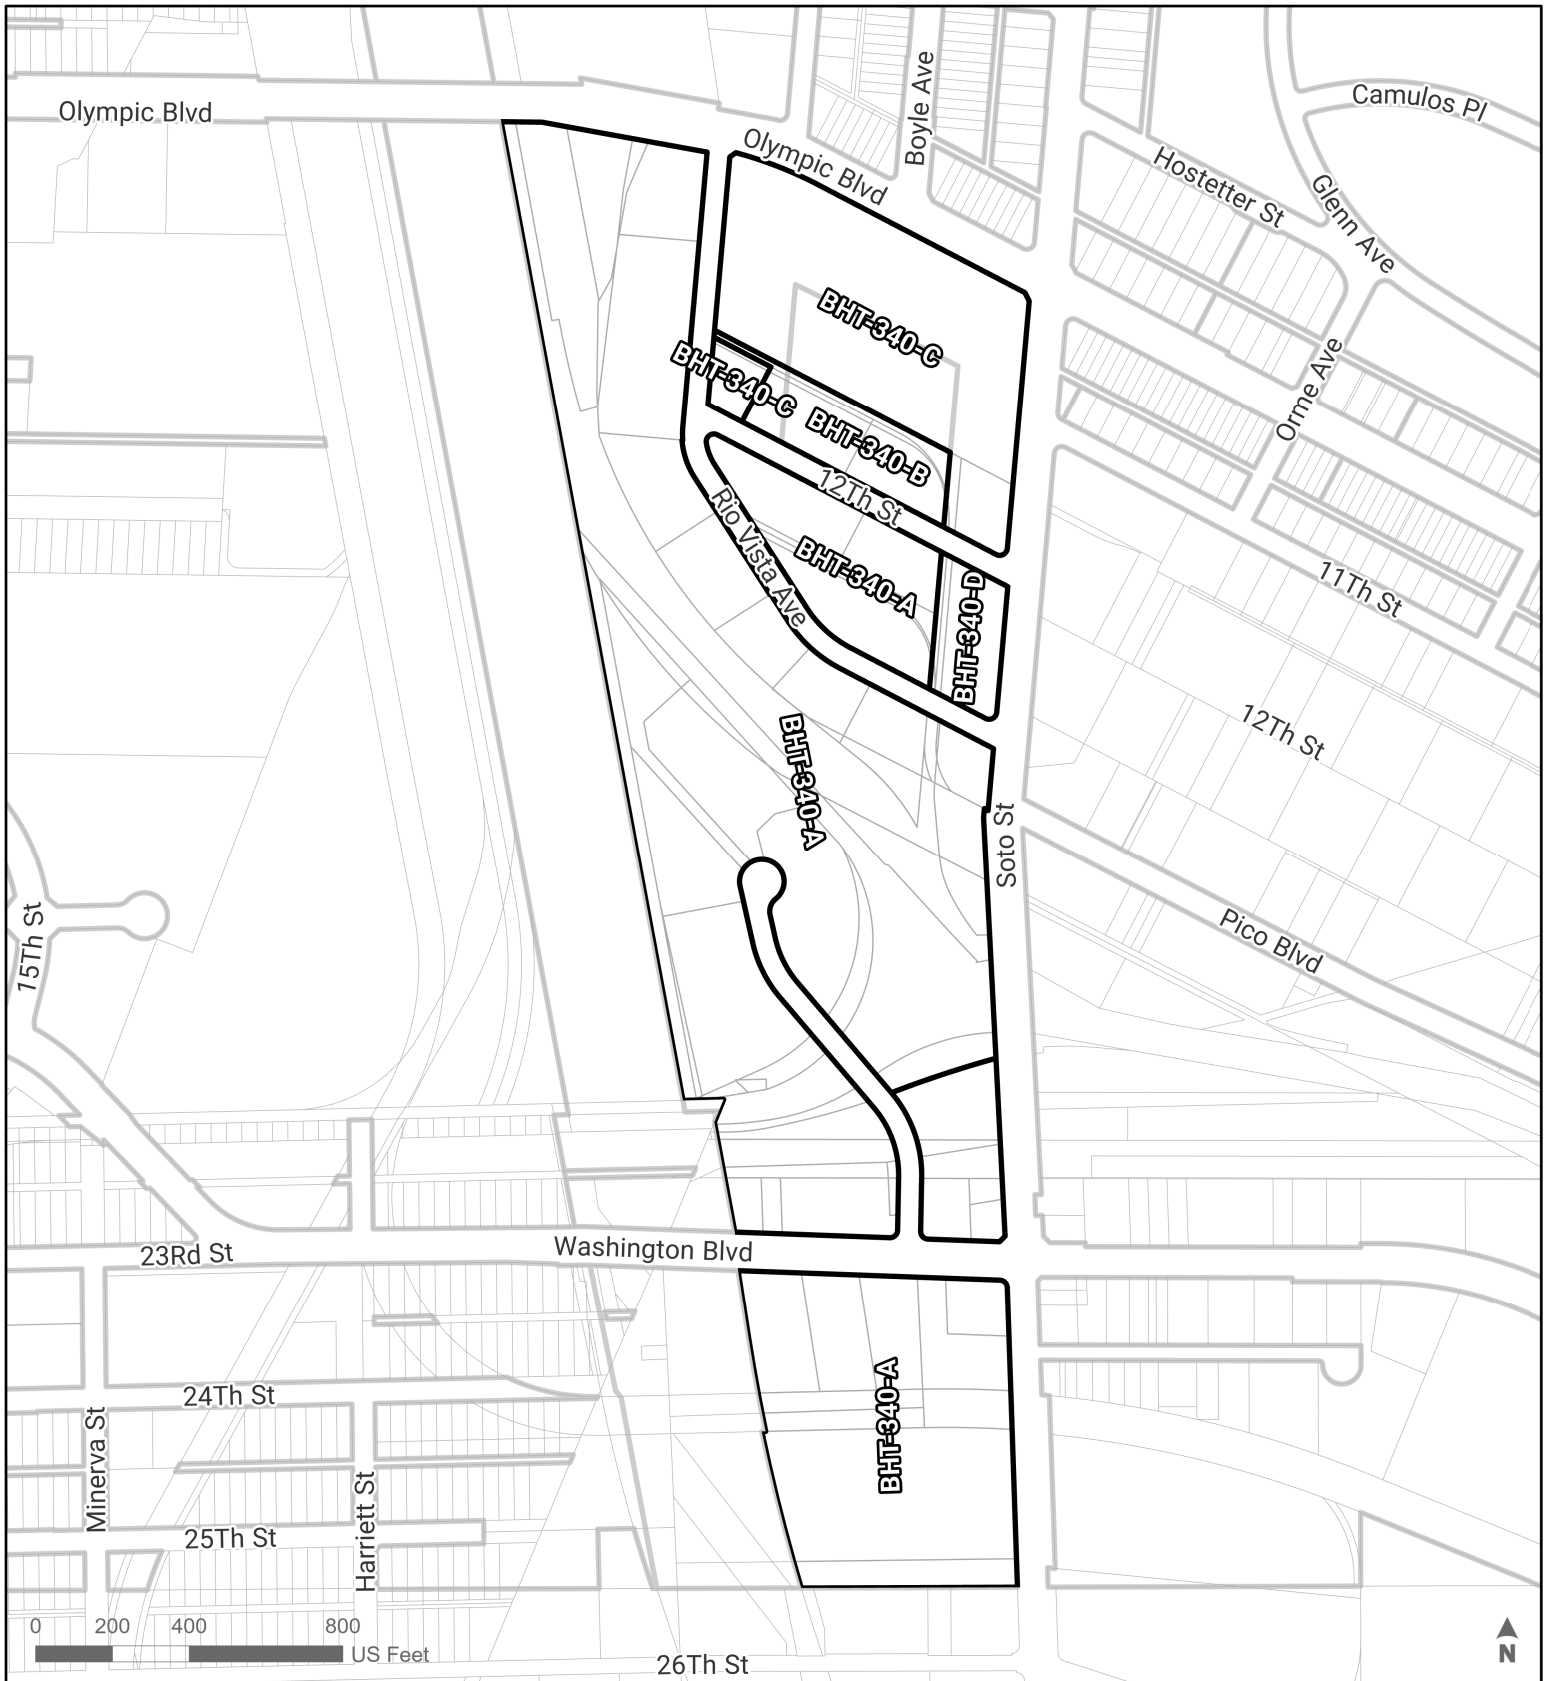 Olympic Blvd
Boyle Ave
Camulos Pl
Olympic Blvd
Hostetter St
Glenn Ave
BHT-340-C
BHT-340-C
BHT-340-B
Orme Ave
12Th St
Rio Vista Ave
BHT-340-A
BHT-340-D
11Th St
12Th St
BHT-340-A
Soto St
15Th St
Pico Blvd
23Rd St
Washington Blvd
24Th St
BHT-340-A
Minerva St
Harriett St
25Th St
0 200 400 800
US Feet
26Th St
N